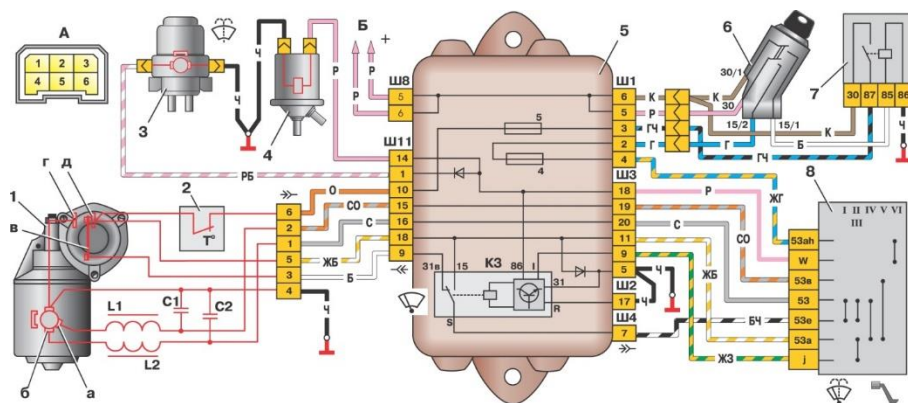 А
1 2 3
4 5 6
3
Ч
4
Р
Б
+
Р
Р
РБ
Ч
Ш8
5
6
Ш11
14
1
10
15
16
18
9
5
5
4
КЗ
31в
15
86
I
31
R
S
Ш1
6
5
3
2
4
Ш3
18
19
20
11
9
5
Ш2
17
Ш4
7
К
Р
ГЧ
Г
К
30/1
30
15/2
15/1
6
Г
Б
К
ГЧ
7
30 87 85 86
Ч
ЖГ
Р
СО
С
ЖБ
Ч
БЧ
ЖЗ
8
I II IV V VI
III
53ah
W
53в
53
53е
53а
j
1
г
д
в
2
Т°
О
СО
С
ЖБ
Б
6
2
1
5
3
4
Ч
L1
L2
С1
С2
б
а